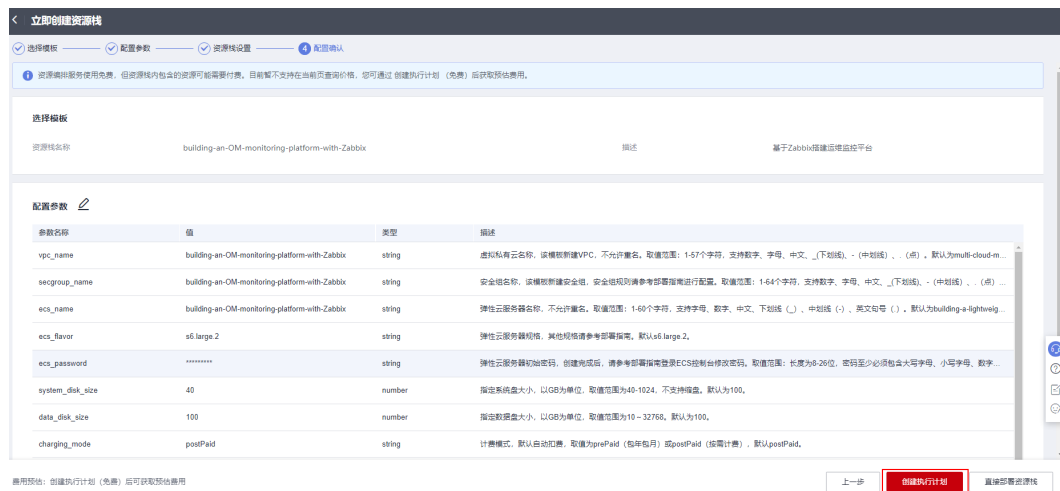 立即创建资源栈
选择模板 配置参数 资源栈设置 4 配置确认
资源编排服务使用免费，但资源栈内包含的资源可能需要付费。目前暂不支持在当前页查询价格，您可通过 创建执行计划 （免费）后获取预估费用。
选择模板
资源栈名称 building-an-OM-monitoring-platform-with-Zabbix 描述 基于Zabbix搭建运维监控平台
配置参数
参数名称 值 类型 描述
vpc_name building-an-OM-monitoring-platform-with-Zabbix string 虚拟私有云名称，该模板新建VPC，不允许重名。取值范围：1-57个字符，支持数字、字母、中文、_(下划线)、-（中划线）、.（点）。默认为multi-cloud-m...
secgroup_name building-an-OM-monitoring-platform-with-Zabbix string 安全组名称，该模板新建安全组，安全组规则请参考部署指南进行配置。取值范围：1-64个字符，支持数字、字母、中文、_(下划线)、-（中划线）、.（点）...
ecs_name building-an-OM-monitoring-platform-with-Zabbix string 弹性云服务器名称，不允许重名。取值范围：1-60个字符，支持字母、数字、中文、下划线（_）、中划线（-）、英文句号（.）。默认为building-a-lightweig...
ecs_flavor s6.large.2 string 弹性云服务器规格，其他规格请参考部署指南。默认s6.large.2。
ecs_password ********* string 弹性云服务器初始密码，创建完成后，请参考部署指南登录ECS控制台修改密码。取值范围：长度为8-26位，密码至少必须包含大写字母、小写字母、数字...
system_disk_size 40 number 指定系统盘大小，以GB为单位，取值范围为40-1024，不支持缩盘。默认为100。
data_disk_size 100 number 指定数据盘大小，以GB为单位，取值范围为10～32768。默认为100。
charging_mode postPaid string 计费模式，默认自动扣费，取值为prePaid（包年包月）或postPaid（按需计费），默认postPaid。
费用预估：创建执行计划（免费）后可获取预估费用 上一步 创建执行计划 直接部署资源栈